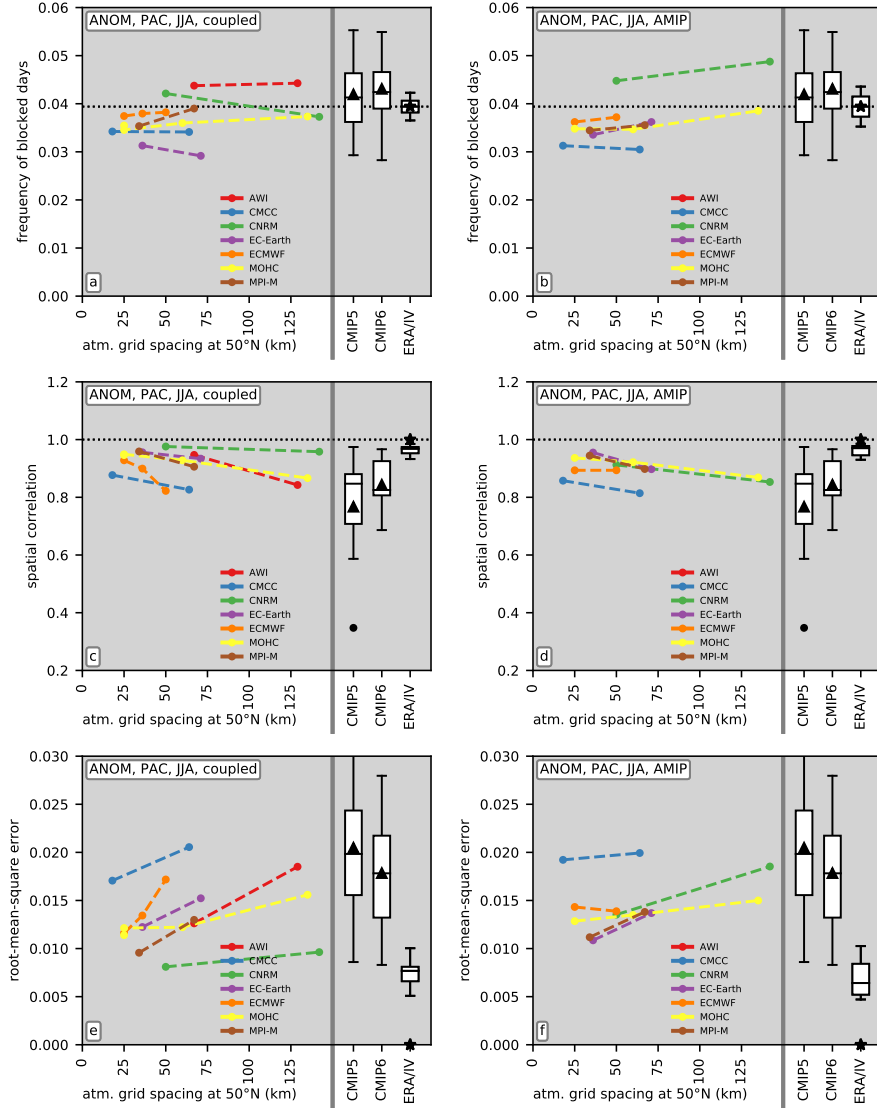 ANOM, PAC, JJA, coupled
frequency of blocked days
0.06
0.05
0.04
0.03
0.02
0.01
0.00
AWI
CMCC
CNRM
EC-Earth
ECMWF
MOHC
MPI-M
a
0 25 50 75 100 125 CMIP5 CMIP6 ERA/IV
atm. grid spacing at 50°N (km)
ANOM, PAC, JJA, AMIP
frequency of blocked days
0.06
0.05
0.04
0.03
0.02
0.01
0.00
AWI
CMCC
CNRM
EC-Earth
ECMWF
MOHC
MPI-M
b
0 25 50 75 100 125 CMIP5 CMIP6 ERA/IV
atm. grid spacing at 50°N (km)
ANOM, PAC, JJA, coupled
spatial correlation
1.2
1.0
0.8
0.6
0.4
0.2
AWI
CMCC
CNRM
EC-Earth
ECMWF
MOHC
MPI-M
c
0 25 50 75 100 125 CMIP5 CMIP6 ERA/IV
atm. grid spacing at 50°N (km)
ANOM, PAC, JJA, AMIP
spatial correlation
1.2
1.0
0.8
0.6
0.4
0.2
AWI
CMCC
CNRM
EC-Earth
ECMWF
MOHC
MPI-M
d
0 25 50 75 100 125 CMIP5 CMIP6 ERA/IV
atm. grid spacing at 50°N (km)
ANOM, PAC, JJA, coupled
root-mean-square error
0.030
0.025
0.020
0.015
0.010
0.005
0.000
AWI
CMCC
CNRM
EC-Earth
ECMWF
MOHC
MPI-M
e
0 25 50 75 100 125 CMIP5 CMIP6 ERA/IV
atm. grid spacing at 50°N (km)
ANOM, PAC, JJA, AMIP
root-mean-square error
0.030
0.025
0.020
0.015
0.010
0.005
0.000
AWI
CMCC
CNRM
EC-Earth
ECMWF
MOHC
MPI-M
f
0 25 50 75 100 125 CMIP5 CMIP6 ERA/IV
atm. grid spacing at 50°N (km)